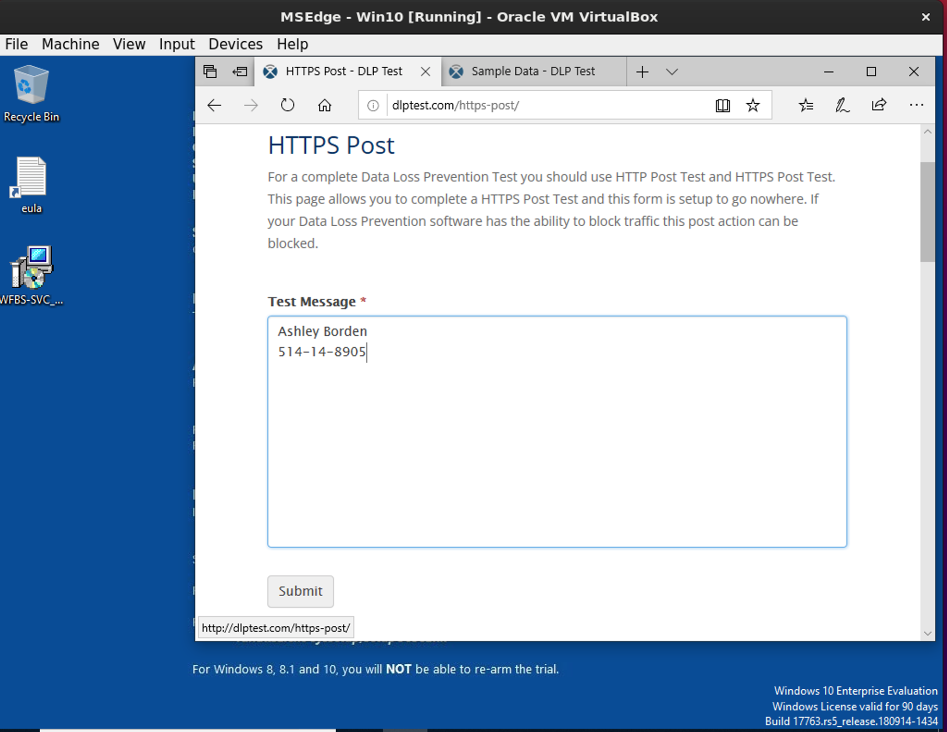 MSEdge - Win10 [Running] - Oracle VM VirtualBox
File Machine View Input Devices Help
HTTPS Post - DLP Test
Sample Data - DLP Test
dlptest.com/https-post/
Recycle Bin
eula
WFBS-SVC_...
HTTPS Post
For a complete Data Loss Prevention Test you should use HTTP Post Test and HTTPS Post Test.
This page allows you to complete a HTTPS Post Test and this form is setup to go nowhere. If
your Data Loss Prevention software has the ability to block traffic this post action can be
blocked.
Test Message *
Ashley Borden
514-14-8905
Submit
http://dlptest.com/https-post/
For Windows 8, 8.1 and 10, you will NOT be able to re-arm the trial.
Windows 10 Enterprise Evaluation
Windows License valid for 90 days
Build 17763.rs5_release.180914-1434